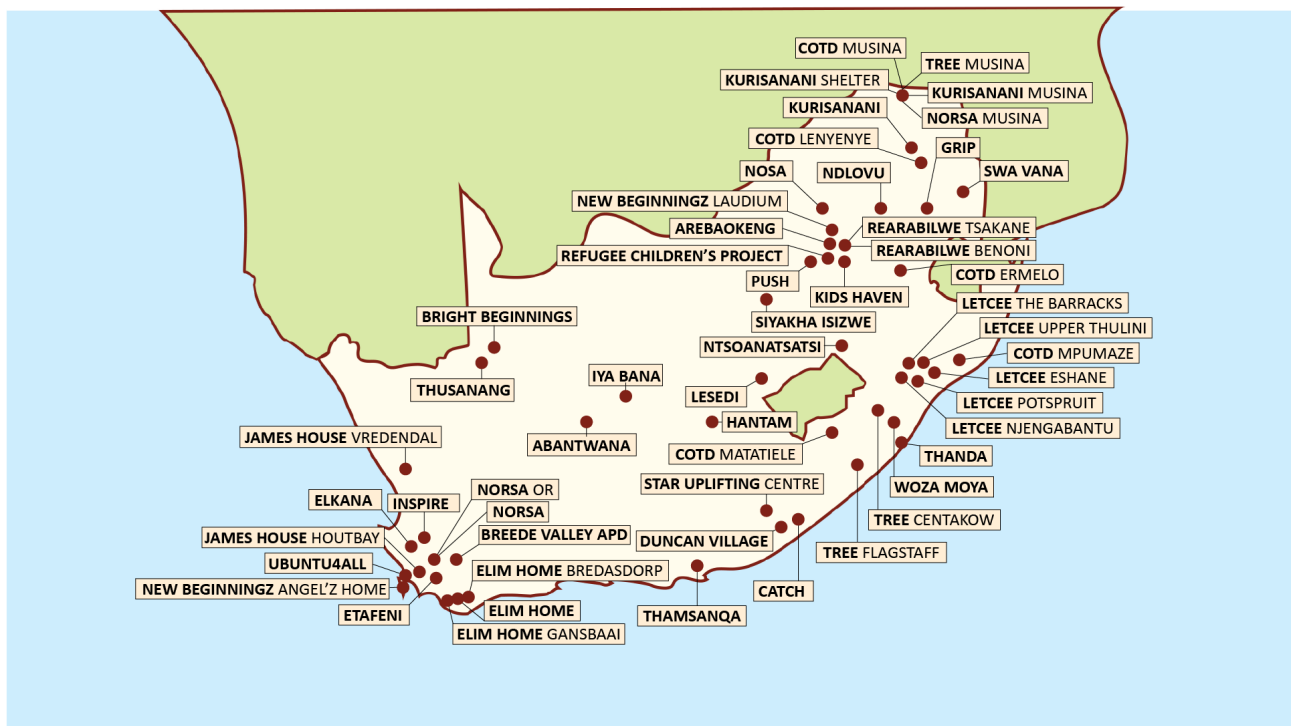 COTD MUSINA
TREE MUSINA
KURISANANI SHELTER
KURISANANI MUSINA
KURISANANI
NORSA MUSINA
COTD LENYENYE
GRIP
NOSA
NDLOVU
SWA VANA
NEW BEGINNINGZ LAUDIUM
AREBAOKENG
REARABILWE TSAKANE
REFUGEE CHILDREN’S PROJECT
REARABILWE BENONI
PUSH
COTD ERMELO
KIDS HAVEN
LETCEE THE BARRACKS
BRIGHT BEGINNINGS
SIYAKHA ISIZWE
LETCEE UPPER THULINI
NTSOANATSATSI
COTD MPUMAZE
IYA BANA
LETCEE ESHANE
THUSANANG
LESEDI
LETCEE POTSPRUIT
HANTAM
LETCEE NJENGABANTU
JAMES HOUSE VREDENDAL
ABANTWANA
COTD MATATIELE
THANDA
STAR UPLIFTING CENTRE
WOZA MOYA
NORSA OR
ELKANA
INSPIRE
NORSA
TREE CENTAKOW
JAMES HOUSE HOUTBAY
BREEDE VALLEY APD
DUNCAN VILLAGE
TREE FLAGSTAFF
UBUNTU4ALL
ELIM HOME BREDASDORP
NEW BEGINNINGZ ANGEL’Z HOME
CATCH
ETAFENI
ELIM HOME
THAMSANQA
ELIM HOME GANSBAAI